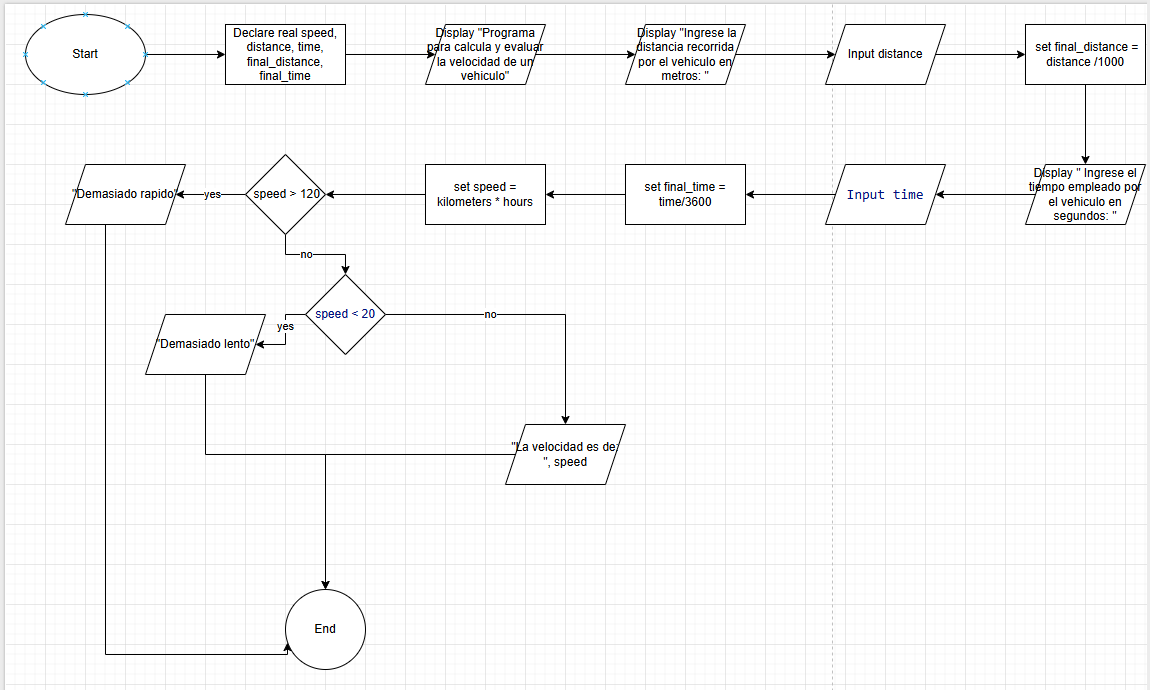 Start
Declare real speed,
distance, time,
final_distance,
final_time
Display "Programa
para calcula y evaluar
la velocidad de un
vehiculo"
Display "Ingrese la
distancia recorrida
por el vehiculo en
metros: "
Input distance
set final_distance =
distance /1000
Display " Ingrese el
tiempo empleado por
el vehiculo en
segundos: "
Input time
set final_time =
time/3600
set speed =
kilometers * hours
speed > 120
yes
"Demasiado rapido"
no
speed < 20
yes
"Demasiado lento"
no
"La velocidad es de:
", speed
End